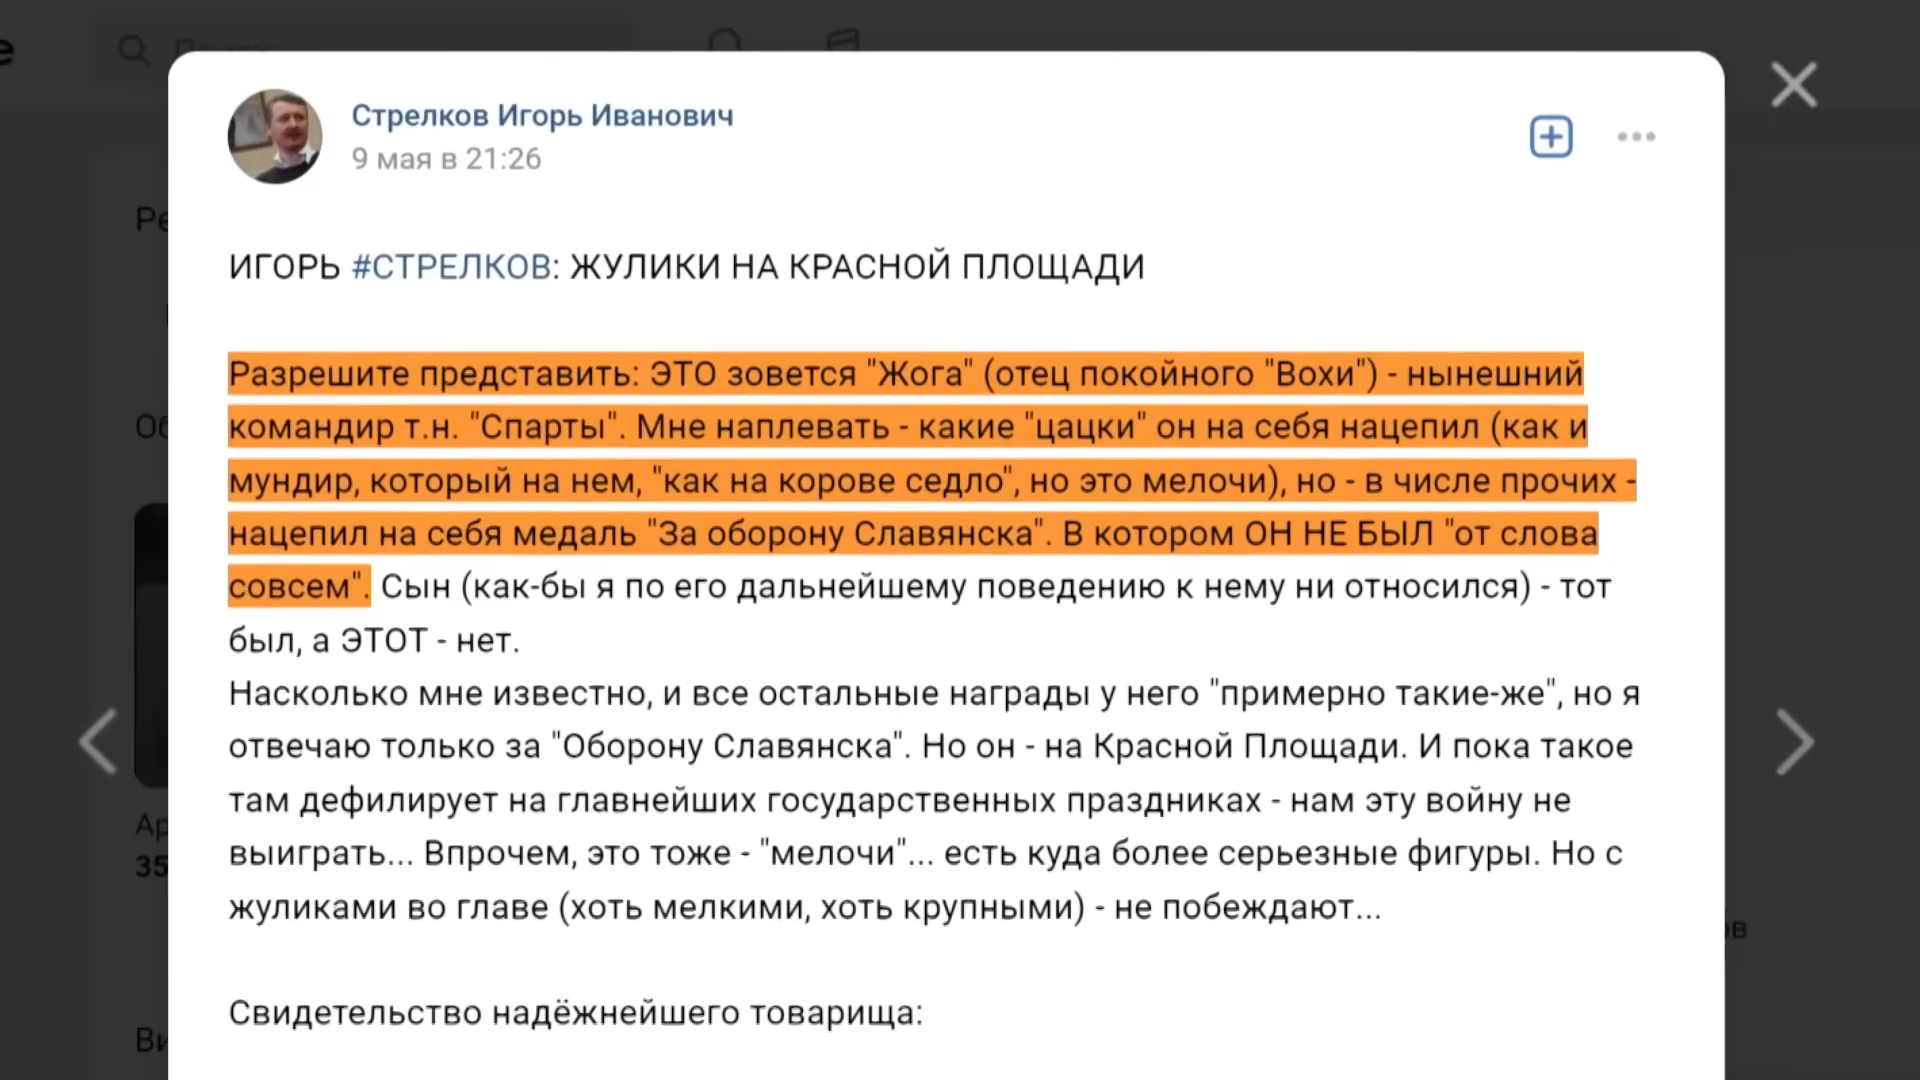 Стрелков Игорь Иванович
9 мая в 21:26
ИГОРЬ #СТРЕЛКОВ: ЖУЛИКИ НА КРАСНОЙ ПЛОЩАДИ
Разрешите представить: ЭТО зовется "Жога" (отец покойного "Вохи") - нынешний
командир т.н. "Спарты". Мне наплевать - какие "цацки" он на себя нацепил (как и
мундир, который на нем, "как на корове седло", но это мелочи), но - в числе прочих -
нацепил на себя медаль "За оборону Славянска". В котором ОН НЕ БЫЛ "от слова
совсем". Сын (как-бы я по его дальнейшему поведению к нему ни относился) - тот
был, а ЭТОТ - нет.
Насколько мне известно, и все остальные награды у него "примерно такие-же", но я
отвечаю только за "Оборону Славянска". Но он - на Красной Площади. И пока такое
там дефилирует на главнейших государственных праздниках - нам эту войну не
выиграть... Впрочем, это тоже - "мелочи"... есть куда более серьезные фигуры. Но с
жуликами во главе (хоть мелкими, хоть крупными) - не побеждают...
Свидетельство надёжнейшего товарища: